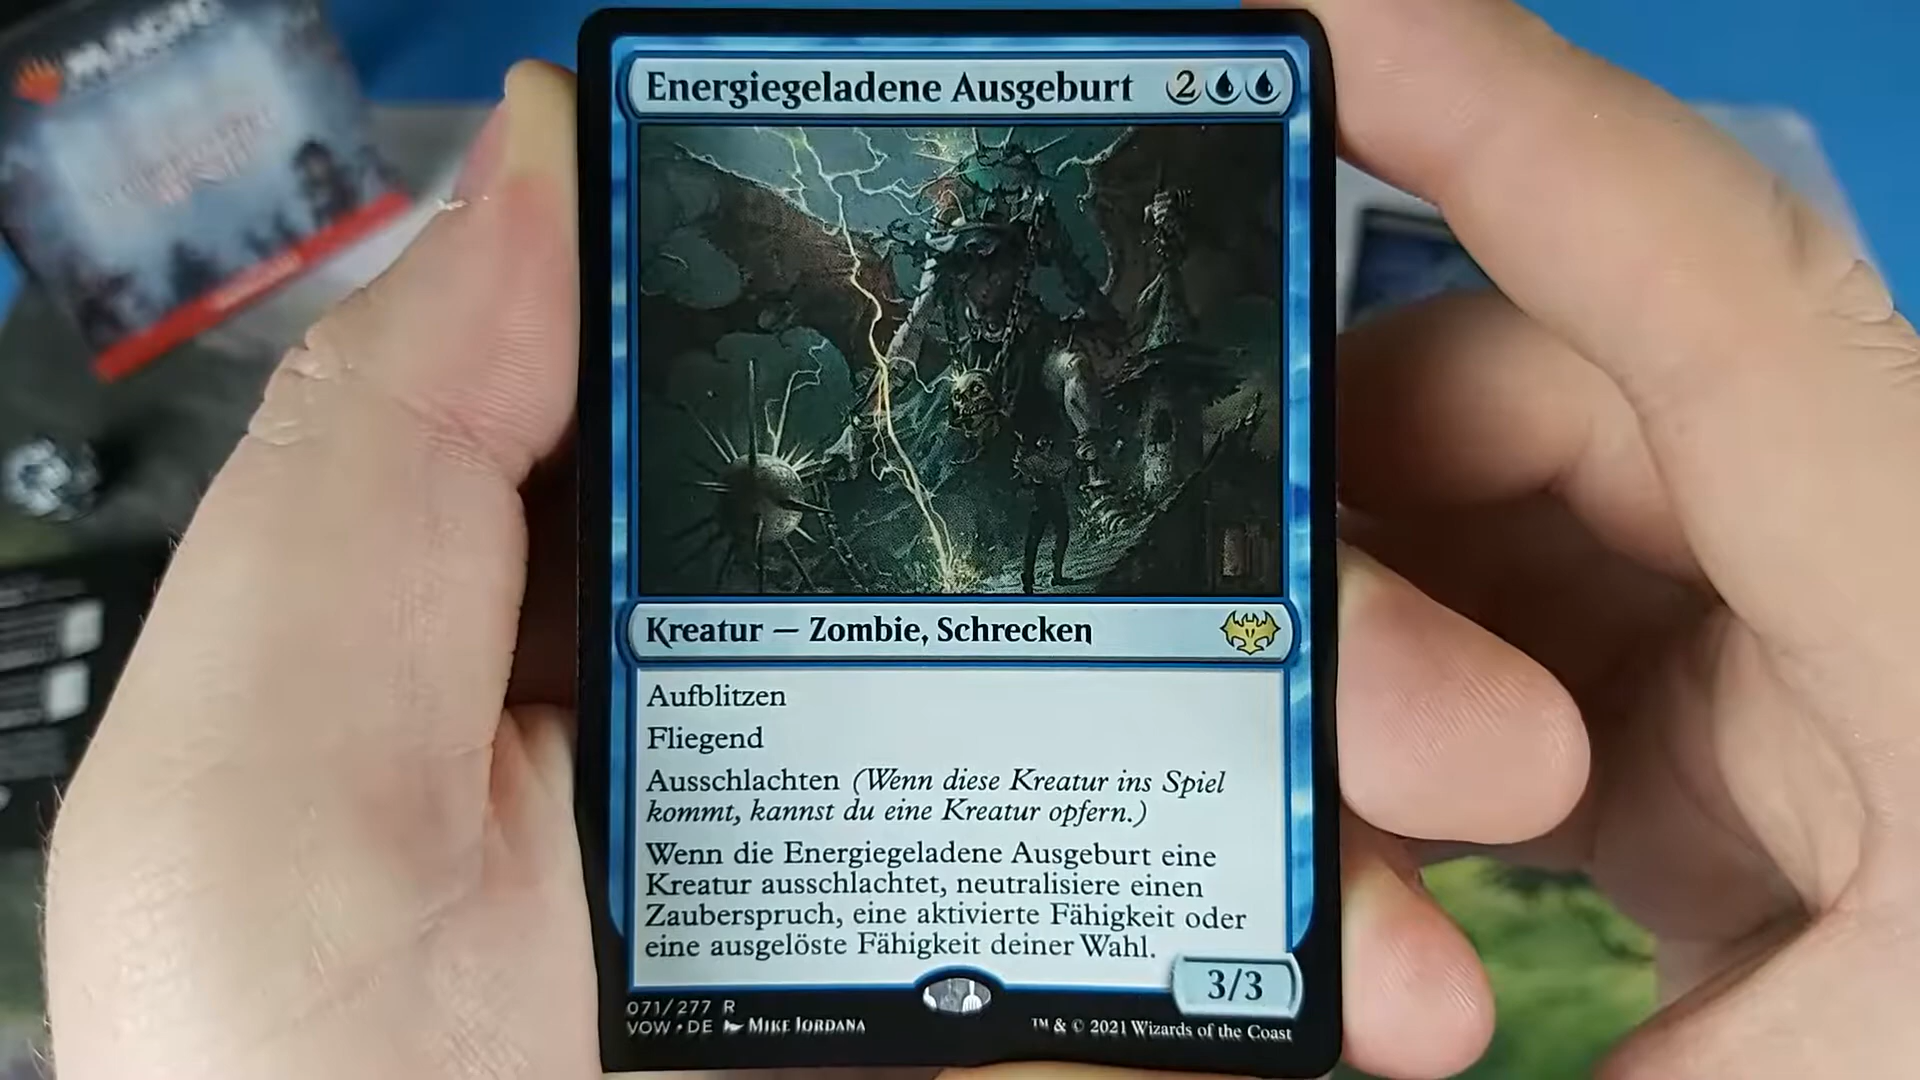 MAGIC
Energiegeladene Ausgeburt 2
Kreatur — Zombie, Schrecken
Aufblitzen
Fliegend
Ausschlachten (Wenn diese Kreatur ins Spiel
kommt, kannst du eine Kreatur opfern.)
Wenn die Energiegeladene Ausgeburt eine
Kreatur ausschlachtet, neutralisiere einen
Zauberspruch, eine aktivierte Fähigkeit oder
eine ausgelöste Fähigkeit deiner Wahl.
3/3
071/277 R
VOW • DE MIKE JORDANA
™ & © 2021 Wizards of the Coast